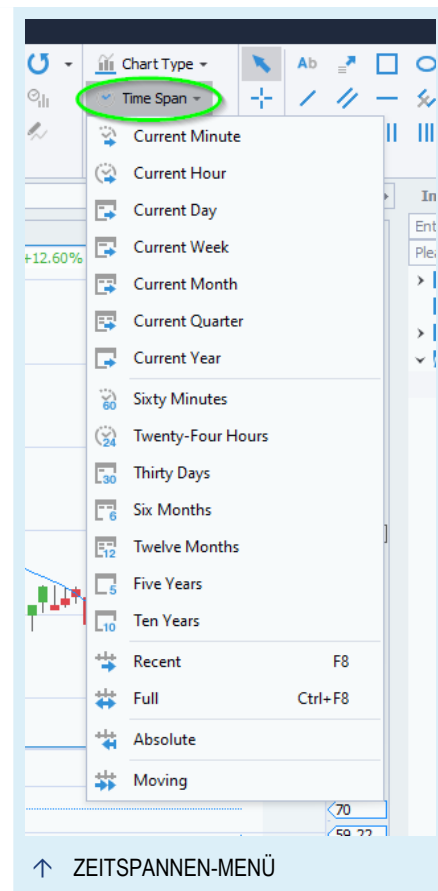 Chart Type
Ab
Time Span
Current Minute
Current Hour
Current Day
In
Ent
Current Week
+12.60%
Plea
Current Month
Current Quarter
Current Year
60 Sixty Minutes
24 Twenty-Four Hours
30 Thirty Days
6 Six Months
12 Twelve Months
5 Five Years
10 Ten Years
Recent F8
Full Ctrl+F8
Absolute
Moving
70
59.22
↑ ZEITSPANNEN-MENÜ